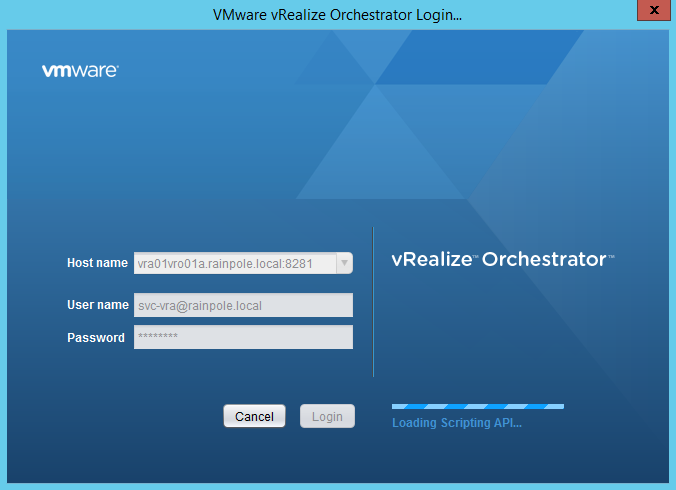 VMware vRealize Orchestrator Login...
x
vmware®
Host name
vra01vro01a.rainpole.local:8281
vRealize™ Orchestrator™
User name
svc-vra@rainpole.local
Password
********
Cancel
Login
Loading Scripting API...